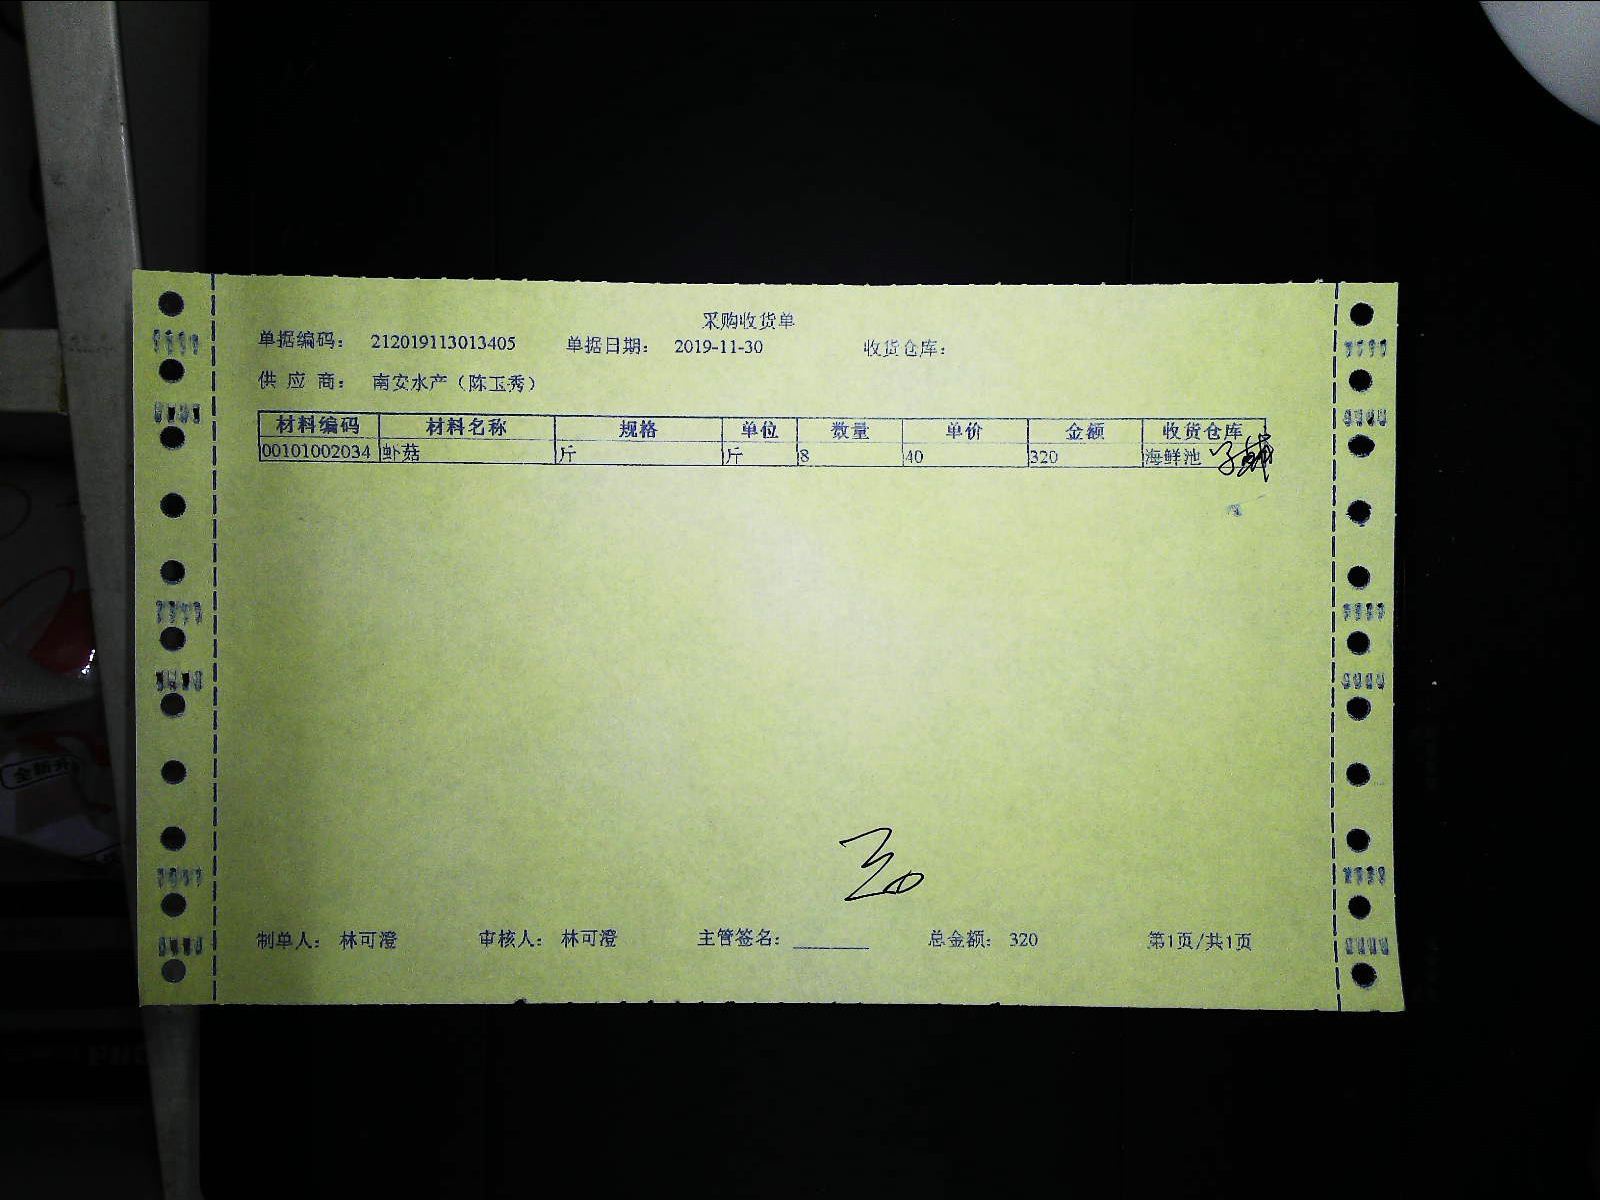 采购收货单
单据编码： 212019113013405 单据日期： 2019-11-30 收货仓库：
供 应 商： 南安水产（陈玉秀）
材料编码 材料名称 规格 单位 数量 单价 金额 收货仓库
00101002034 虾菇 斤 斤 8 40 320 海鲜池
制单人： 林可澄 审核人： 林可澄 主管签名： ________ 总金额： 320 第1页/共1页